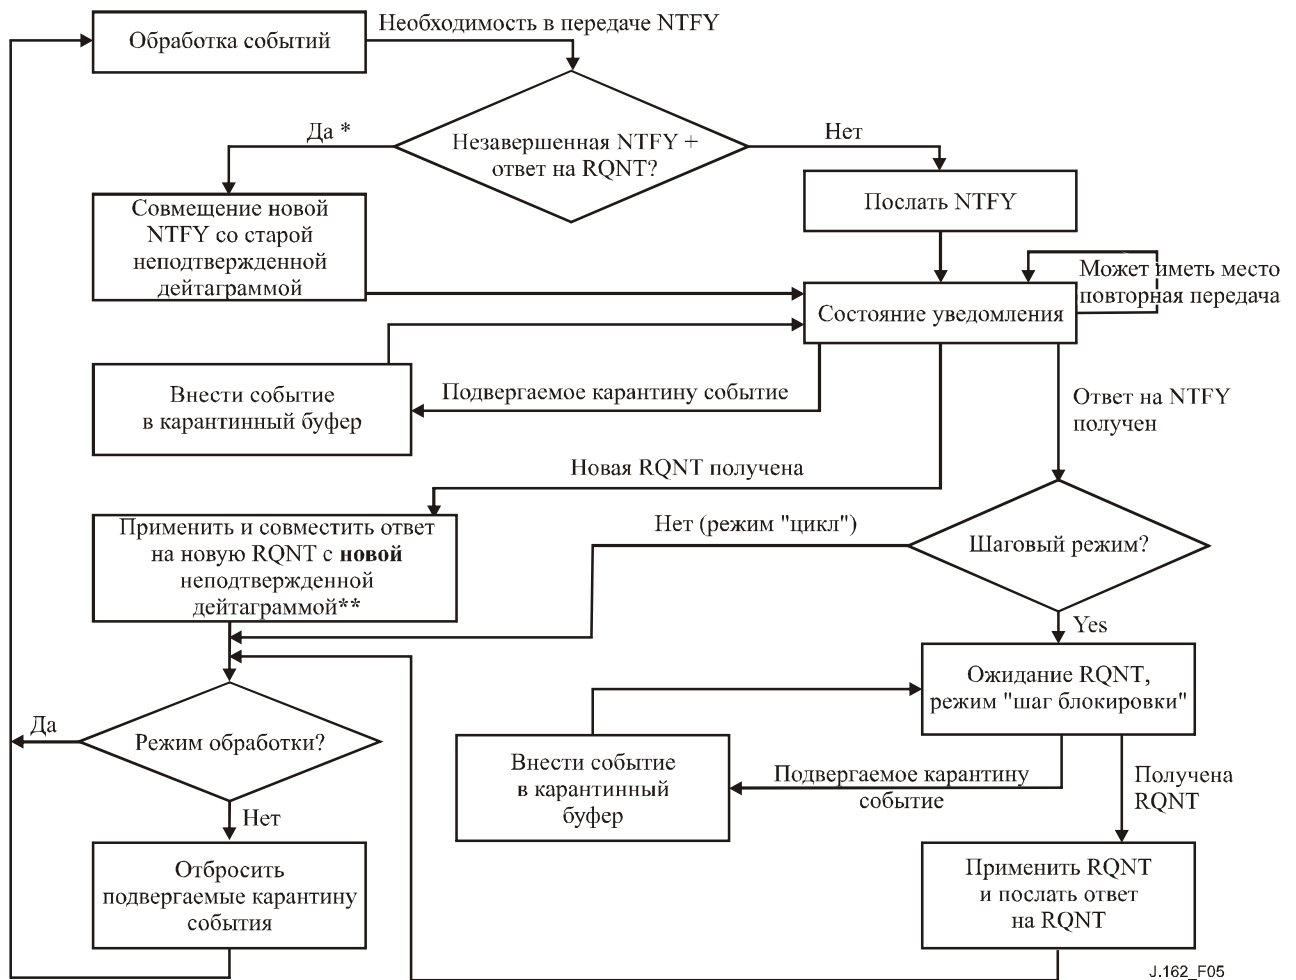 Обработка событий
Необходимость в передаче NTFY
Незавершенная NTFY +
ответ на RQNT?
Да *
Нет
Совмещение новой
NTFY со старой
неподтвержденной
дейтаграммой
Послать NTFY
Может иметь место
повторная передача
Состояние уведомления
Внести событие
в карантинный буфер
Подвергаемое карантину событие
Ответ на NTFY
получен
Новая RQNT получена
Применить и совместить ответ
на новую RQNT с новой
неподтвержденной
дейтаграммой**
Нет (режим "цикл")
Шаговый режим?
Yes
Ожидание RQNT,
режим "шаг блокировки"
Да
Режим обработки?
Внести событие
в карантинный
буфер
Подвергаемое карантину
событие
Получена
RQNT
Нет
Отбросить
подвергаемые карантину
события
Применить RQNT
и послать ответ
на RQNT
J.162_F05